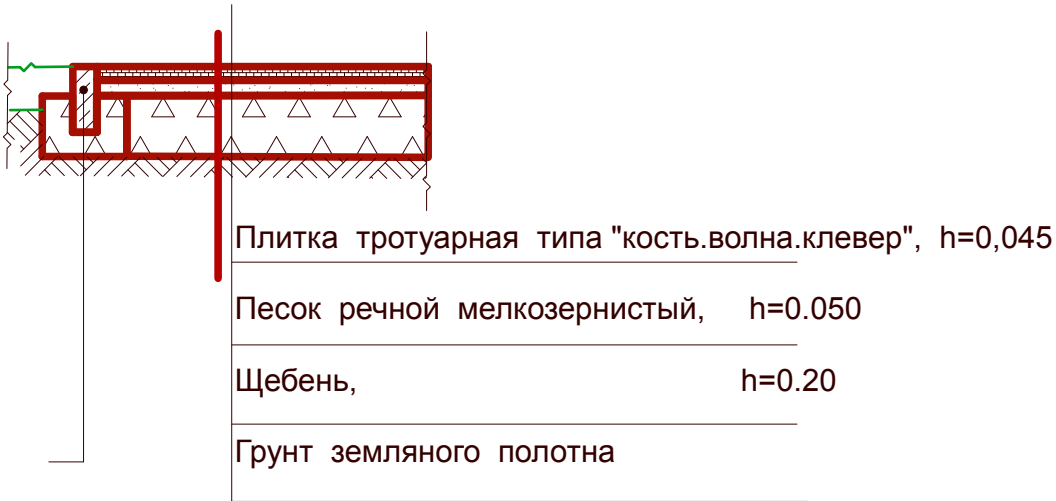 Плитка тротуарная типа "кость.волна.клевер", h=0,045
Песок речной мелкозернистый, h=0.050
Щебень, h=0.20
Грунт земляного полотна